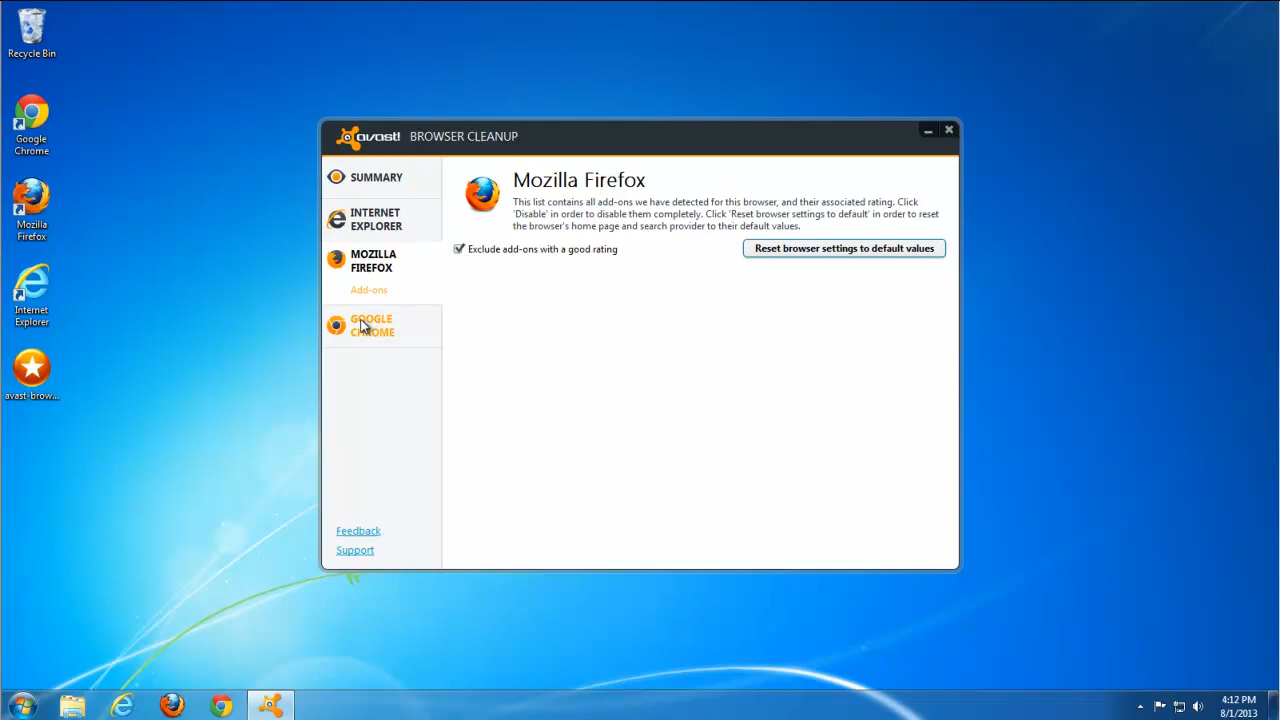 Recycle Bin
Google
Chrome
Mozilla
Firefox
Internet
Explorer
avast-brow...
avast! BROWSER CLEANUP
SUMMARY
INTERNET
EXPLORER
MOZILLA
FIREFOX
Add-ons
GOOGLE
CHROME
Feedback
Support
Mozilla Firefox
This list contains all add-ons we have detected for this browser, and their associated rating. Click
'Disable' in order to disable them completely. Click 'Reset browser settings to default' in order to reset
the browser's home page and search provider to their default values.
Exclude add-ons with a good rating
Reset browser settings to default values
4:12 PM
8/1/2013